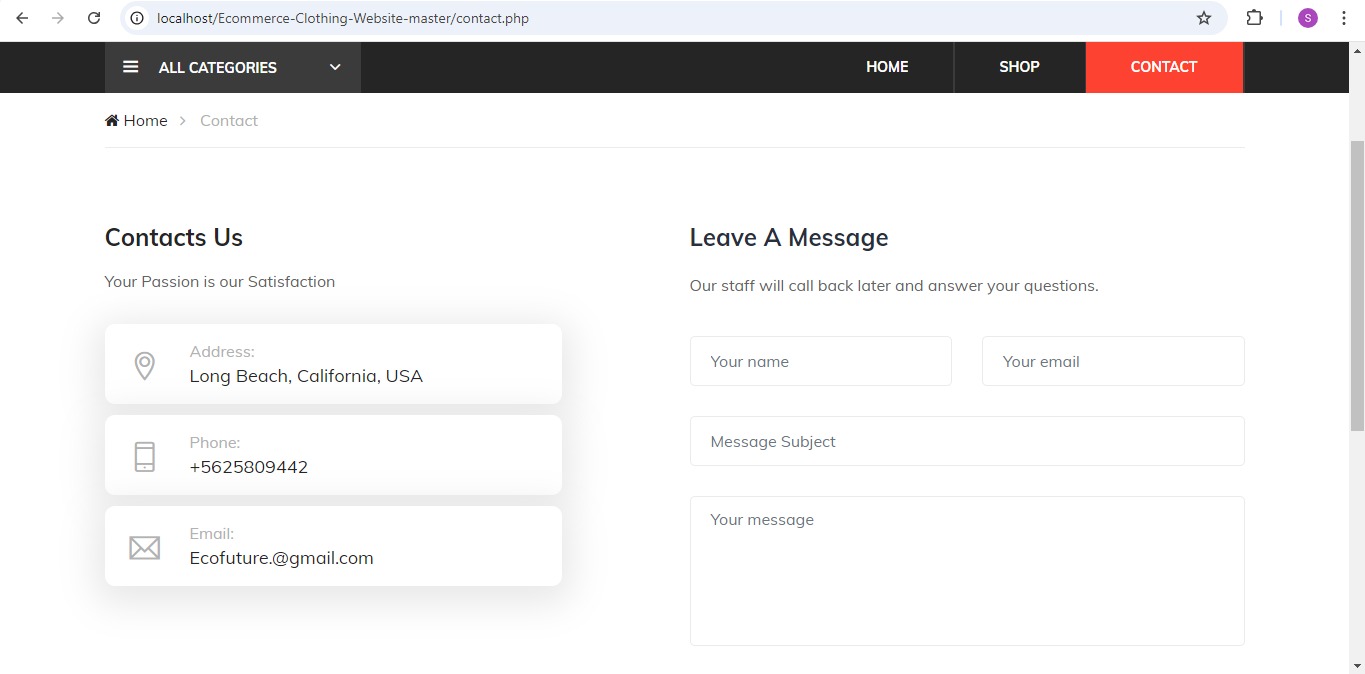 localhost/Ecommerce-Clothing-Website-master/contact.php
S
ALL CATEGORIES
HOME
SHOP
CONTACT
Home
Contact
Contacts Us
Your Passion is our Satisfaction
Address:
Long Beach, California, USA
Phone:
+5625809442
Email:
Ecofuture.@gmail.com
Leave A Message
Our staff will call back later and answer your questions.
Your name
Your email
Message Subject
Your message